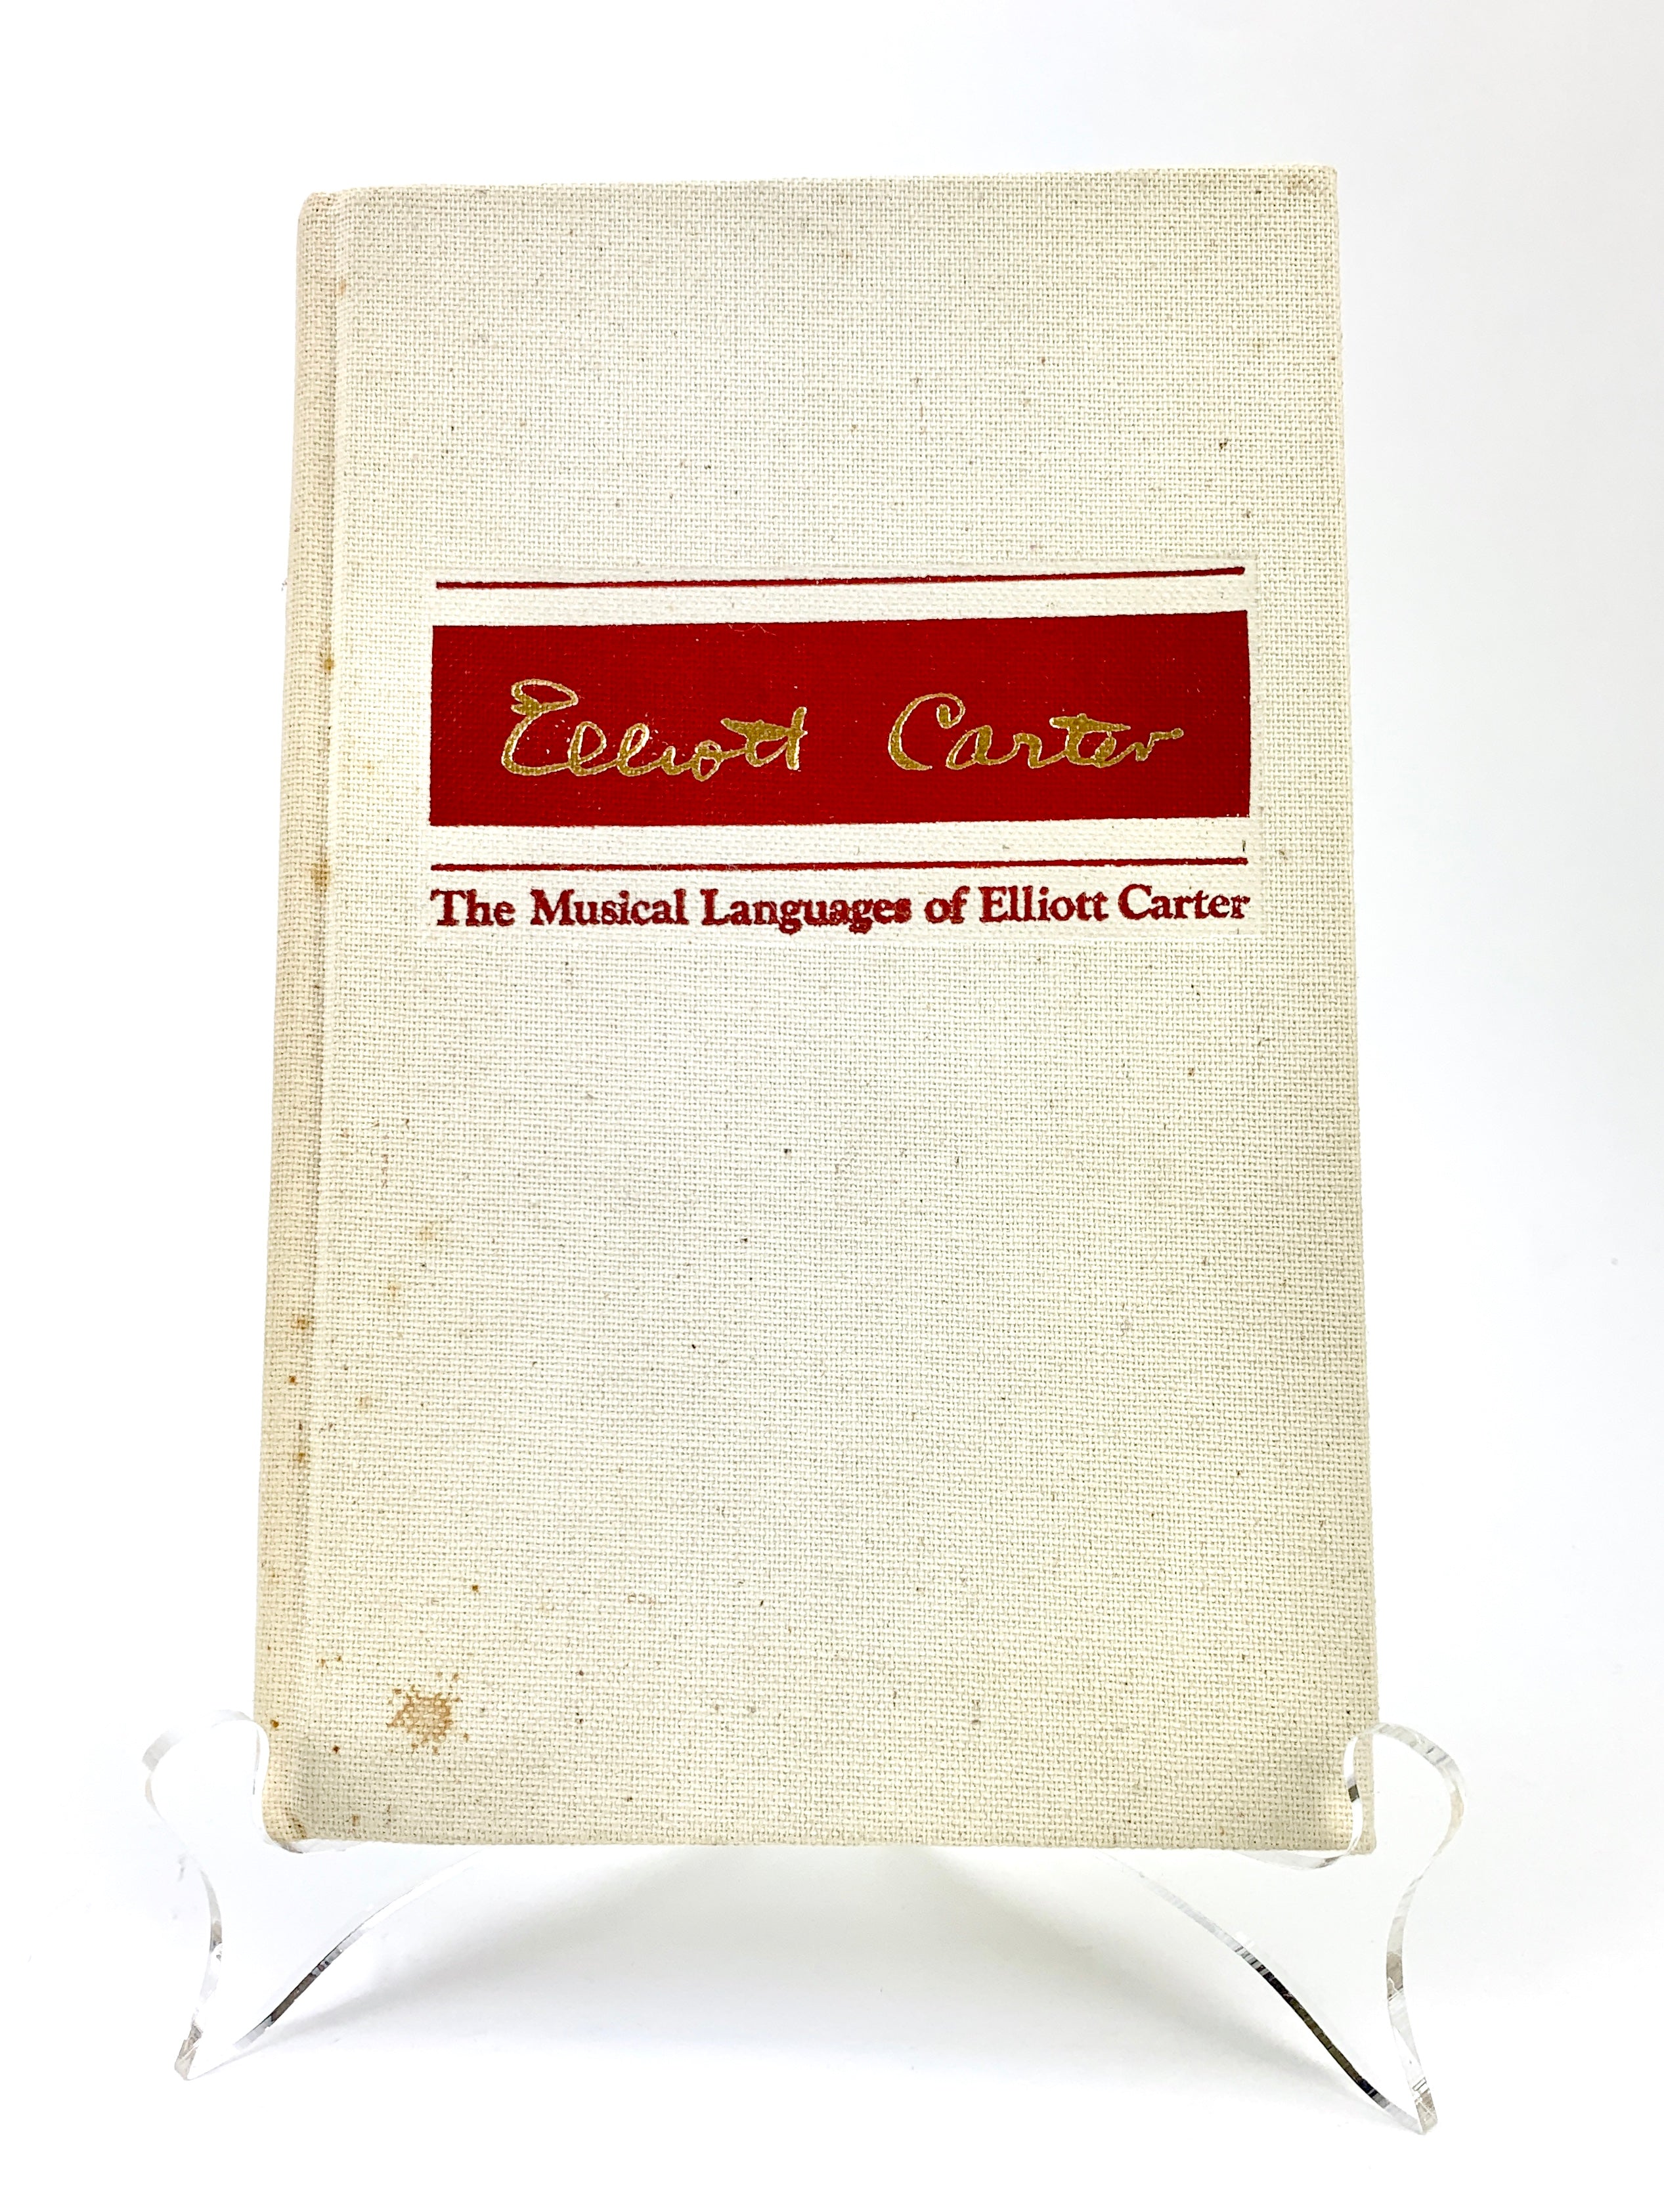 Elliott Carter
The Musical Languages of Elliott Carter